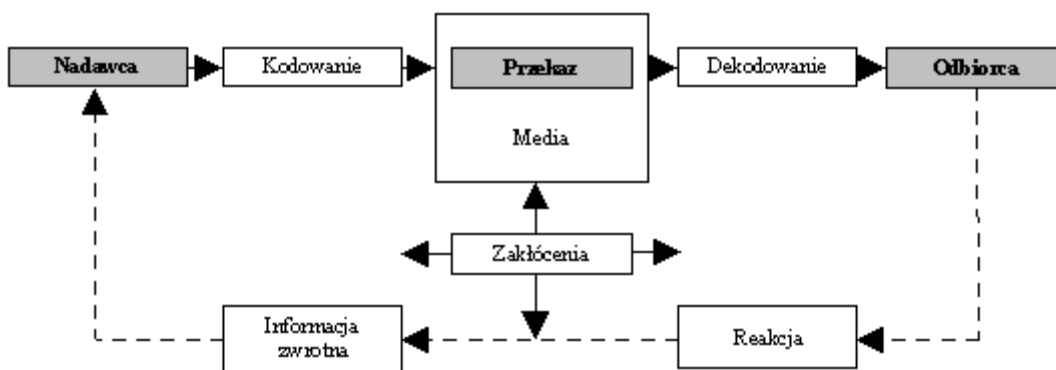 Nadawca
Kodowanie
Przekaz
Dekodowanie
Odbiorca
Media
Zakłócenia
Informacja
zwrotna
Reakcja